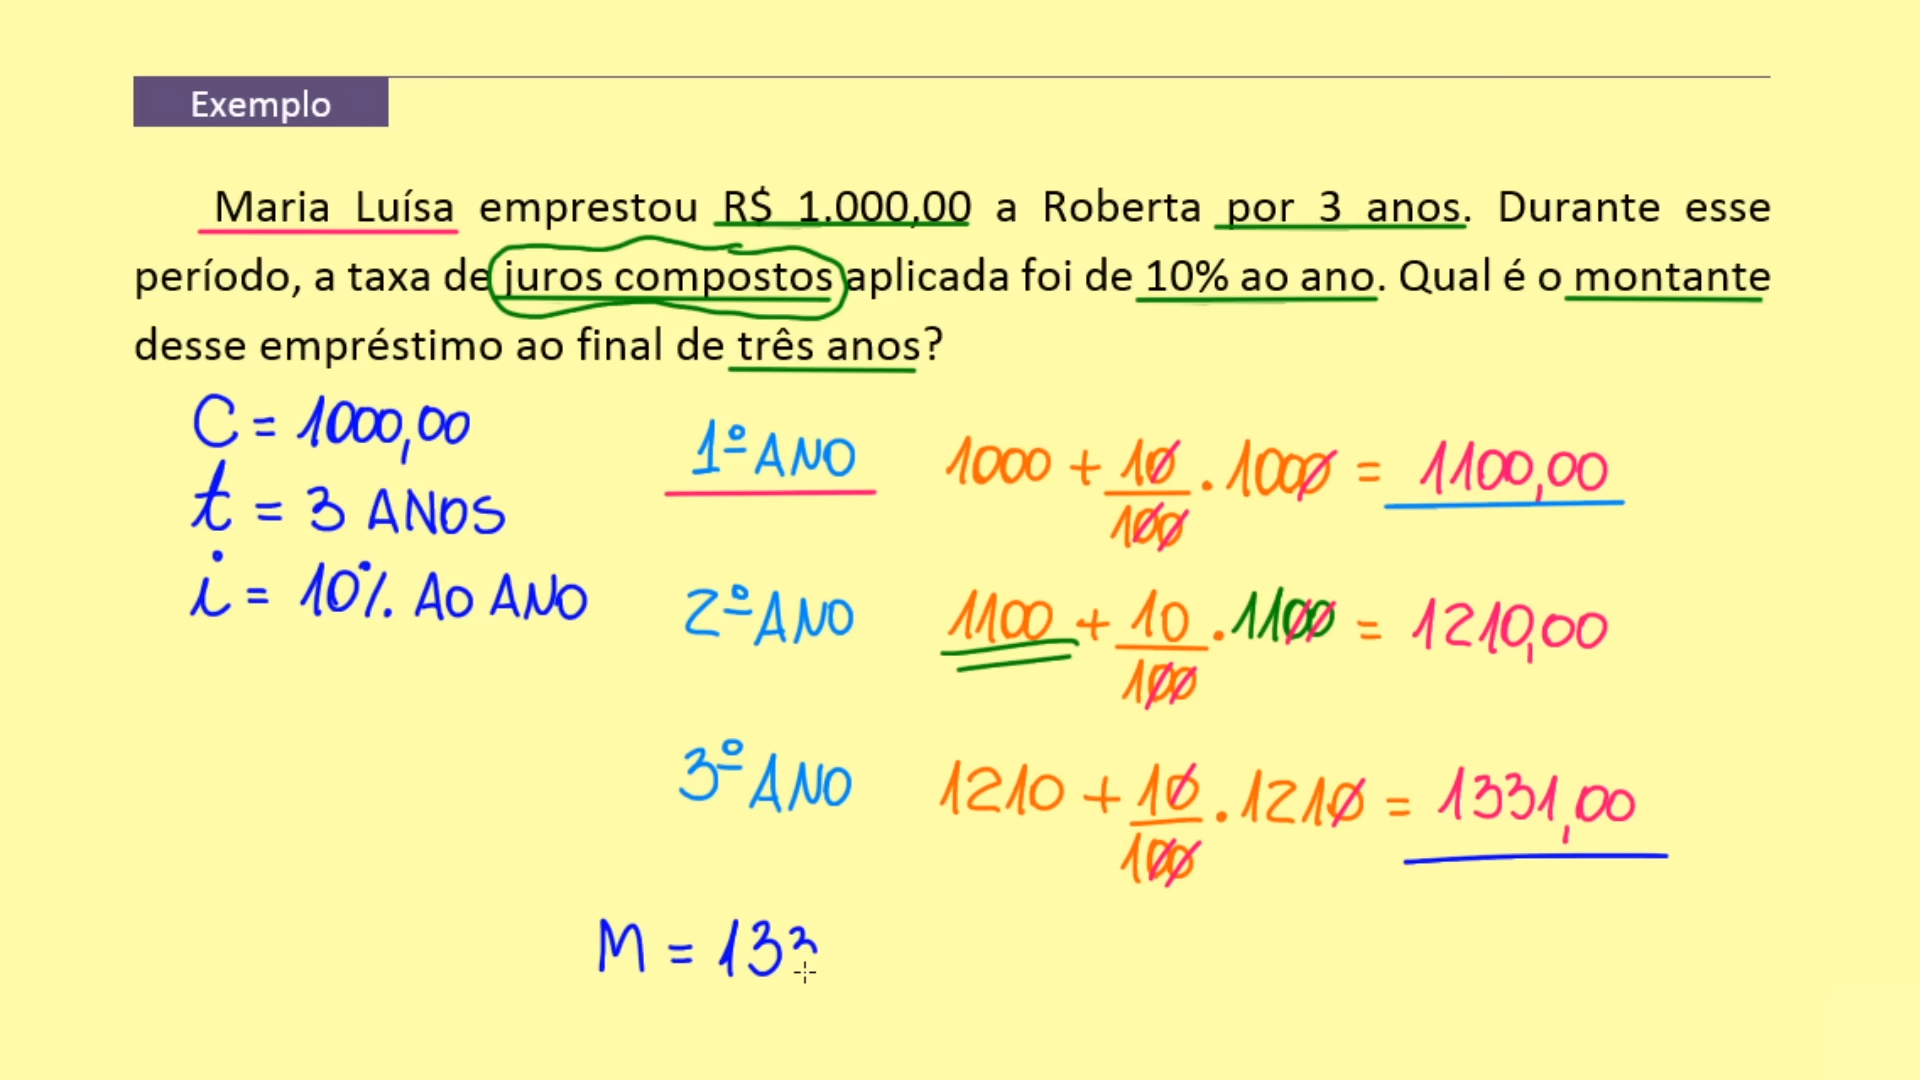 Exemplo
Maria Luísa emprestou R$ 1.000,00 a Roberta por 3 anos. Durante esse
período, a taxa de juros compostos aplicada foi de 10% ao ano. Qual é o montante
desse empréstimo ao final de três anos?
C = 1000,00
t = 3 ANOS
i = 10% AO ANO
1º ANO 1000 + 10/100 . 1000 = 1100,00
2º ANO 1100 + 10/100 . 1100 = 1210,00
3º ANO 1210 + 10/100 . 1210 = 1331,00
M = 133